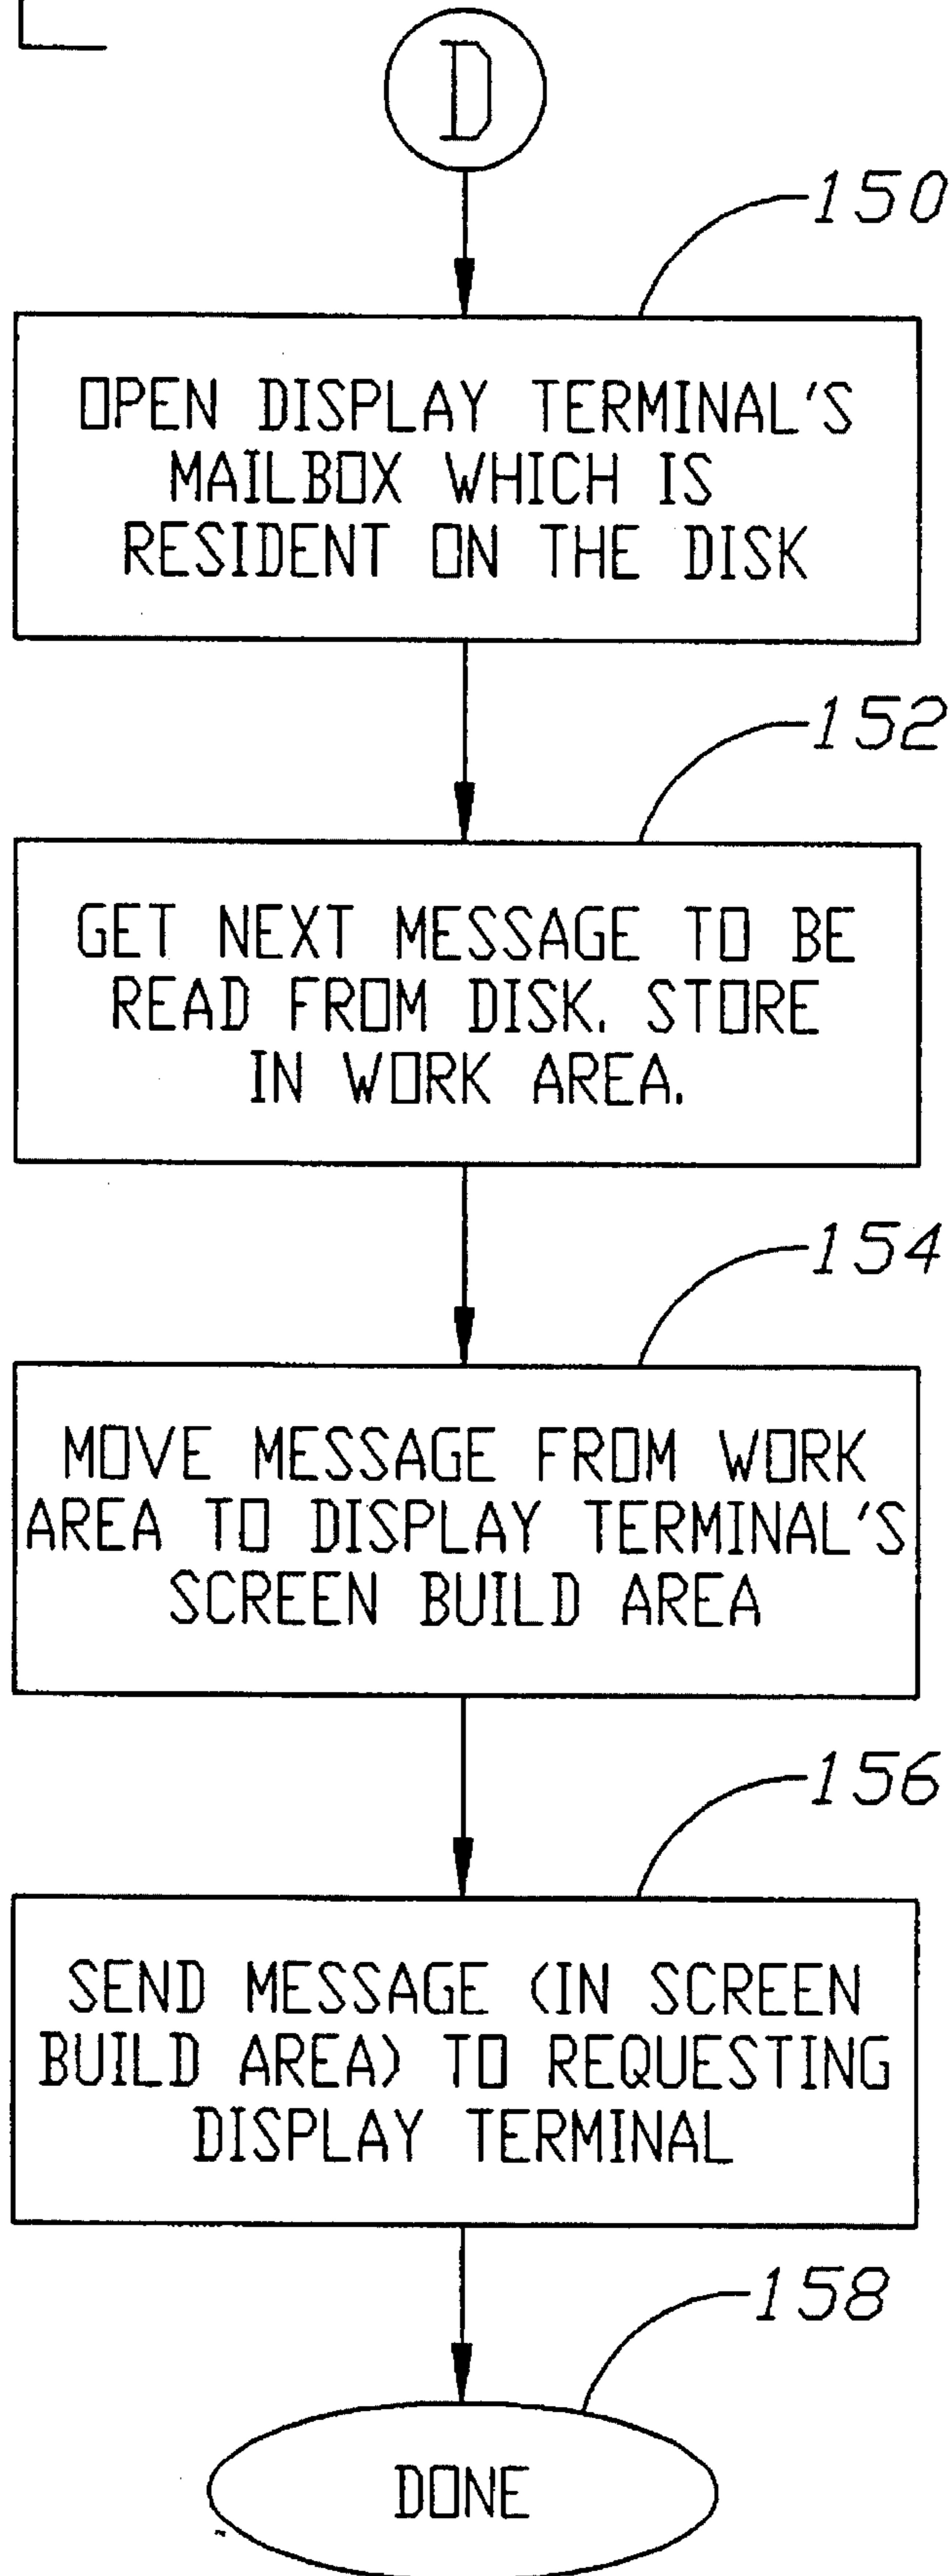 D
150
OPEN DISPLAY TERMINAL'S
MAILBOX WHICH IS
RESIDENT ON THE DISK
152
GET NEXT MESSAGE TO BE
READ FROM DISK. STORE
IN WORK AREA.
154
MOVE MESSAGE FROM WORK
AREA TO DISPLAY TERMINAL'S
SCREEN BUILD AREA
156
SEND MESSAGE (IN SCREEN
BUILD AREA) TO REQUESTING
DISPLAY TERMINAL
158
DONE